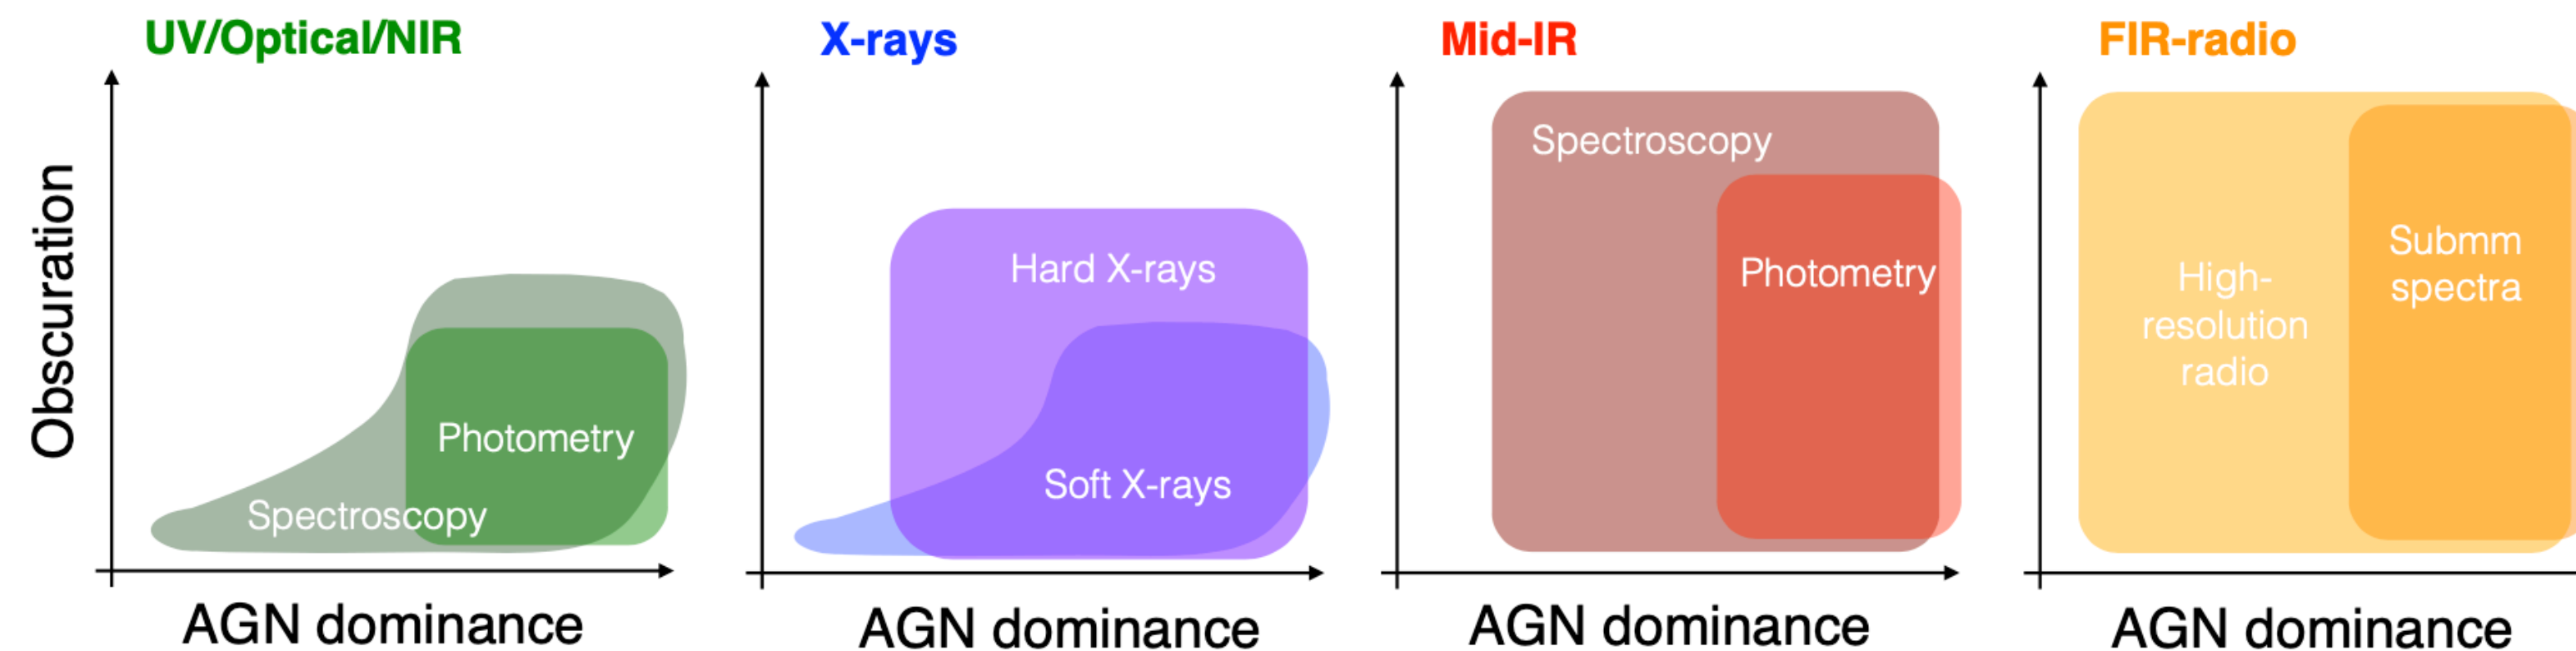 UV/Optical/NIR
Obscuration
Spectroscopy
Photometry
AGN dominance
X-rays
Hard X-rays
Soft X-rays
AGN dominance
Mid-IR
Spectroscopy
Photometry
AGN dominance
FIR-radio
High-
resolution
radio
Submm
spectra
AGN dominance